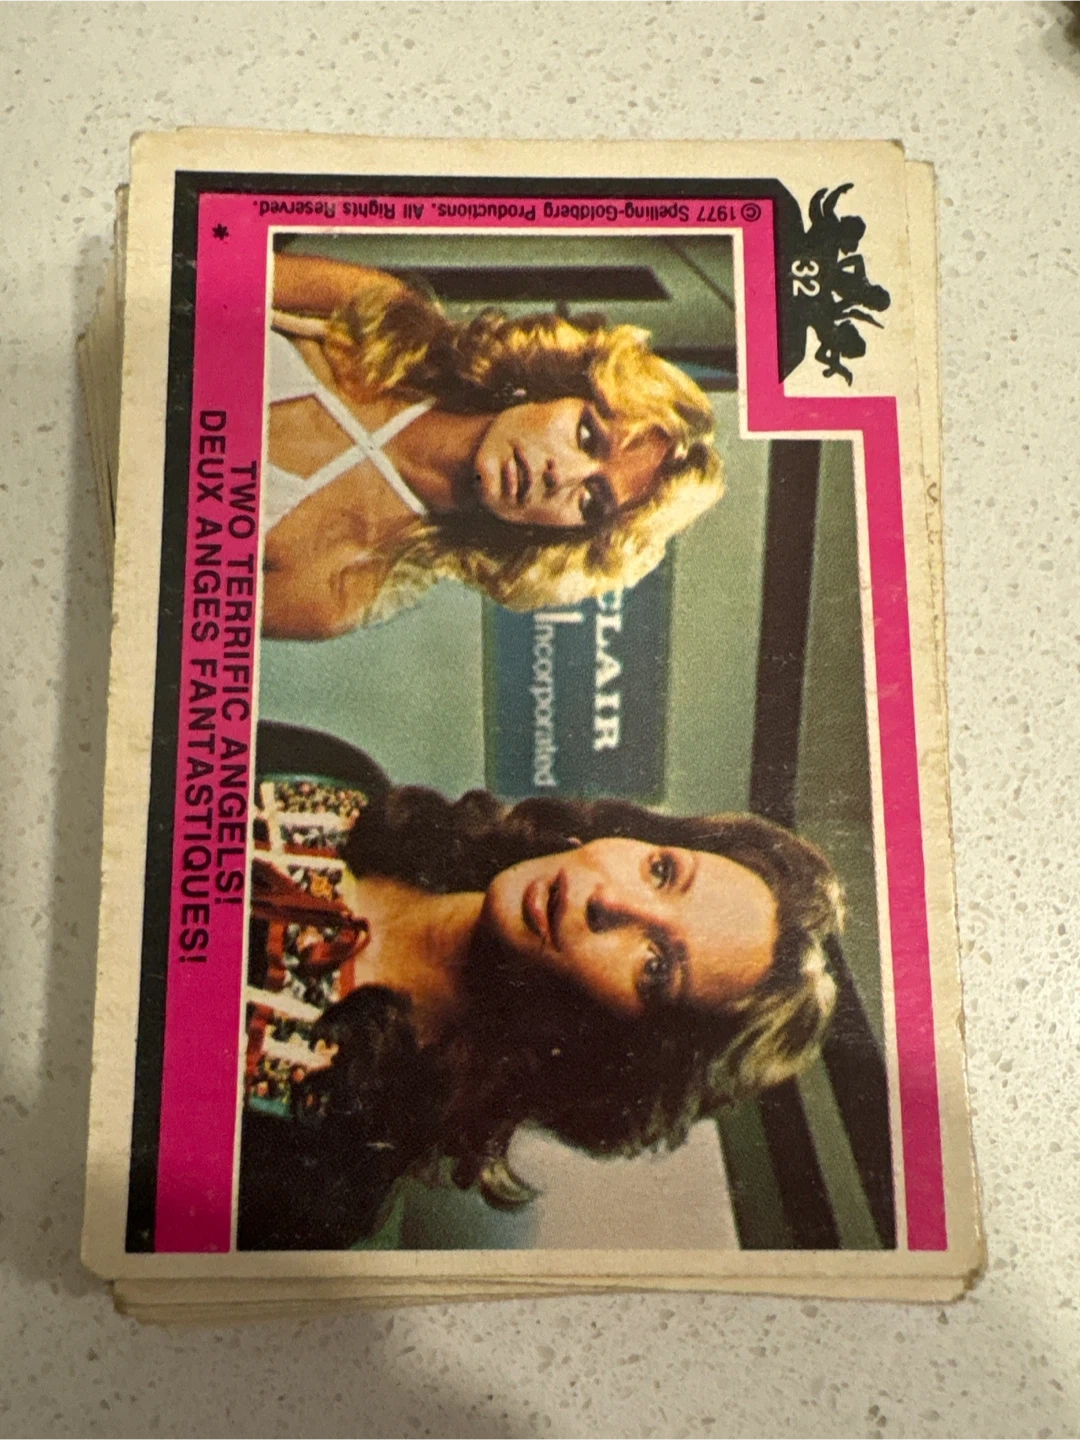 32
© 1977 Spelling-Goldberg Productions. All Rights Reserved.
CLAIR
Incorporated
TWO TERRIFIC ANGELS!
DEUX ANGES FANTASTIQUES!
*